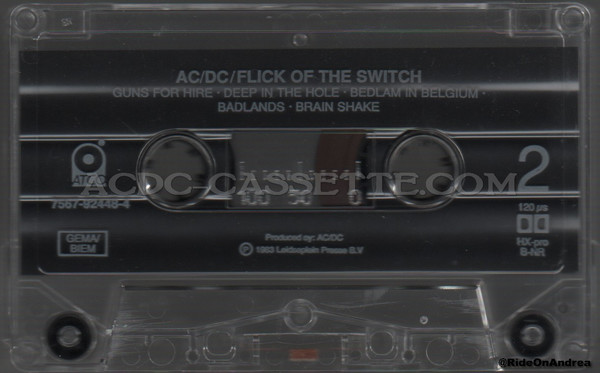 AC/DC/FLICK OF THE SWITCH
GUNS FOR HIRE · DEEP IN THE HOLE · BEDLAM IN BELGIUM ·
BADLANDS · BRAIN SHAKE
ATCO
7567-92448-4
ACDC-CASSETTE.COM
100 50 0
2
120 µs
HX-pro
B-NR
GEMA/
BIEM
Produced by: AC/DC
Ⓟ 1983 Leidseplein Presse B.V
@RideOnAndrea